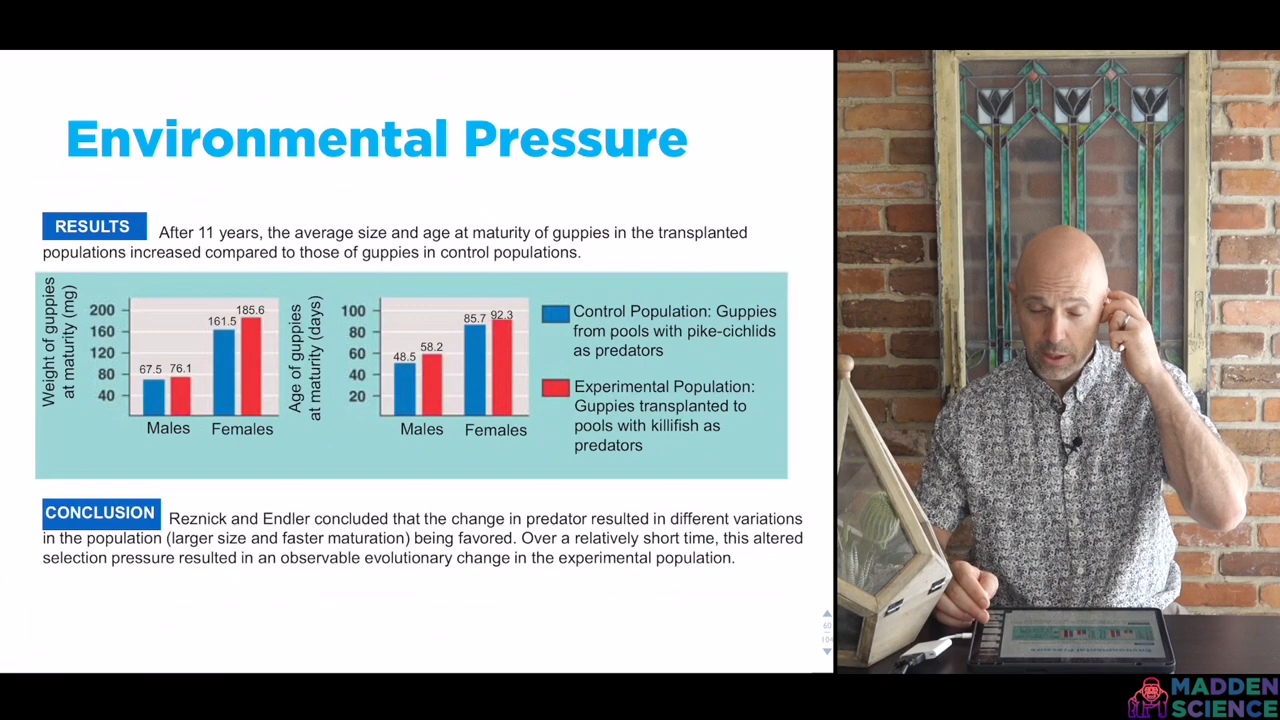 Environmental Pressure
RESULTS After 11 years, the average size and age at maturity of guppies in the transplanted
populations increased compared to those of guppies in control populations.
Weight of guppies
at maturity (mg)
200
160
120
80
40
67.5 76.1
161.5
185.6
Males Females
Age of guppies
at maturity (days)
100
80
60
40
20
48.5
58.2
85.7 92.3
Males Females
Control Population: Guppies
from pools with pike-cichlids
as predators
Experimental Population:
Guppies transplanted to
pools with killifish as
predators
CONCLUSION Reznick and Endler concluded that the change in predator resulted in different variations
in the population (larger size and faster maturation) being favored. Over a relatively short time, this altered
selection pressure resulted in an observable evolutionary change in the experimental population.
60
104
MADDEN
SCIENCE